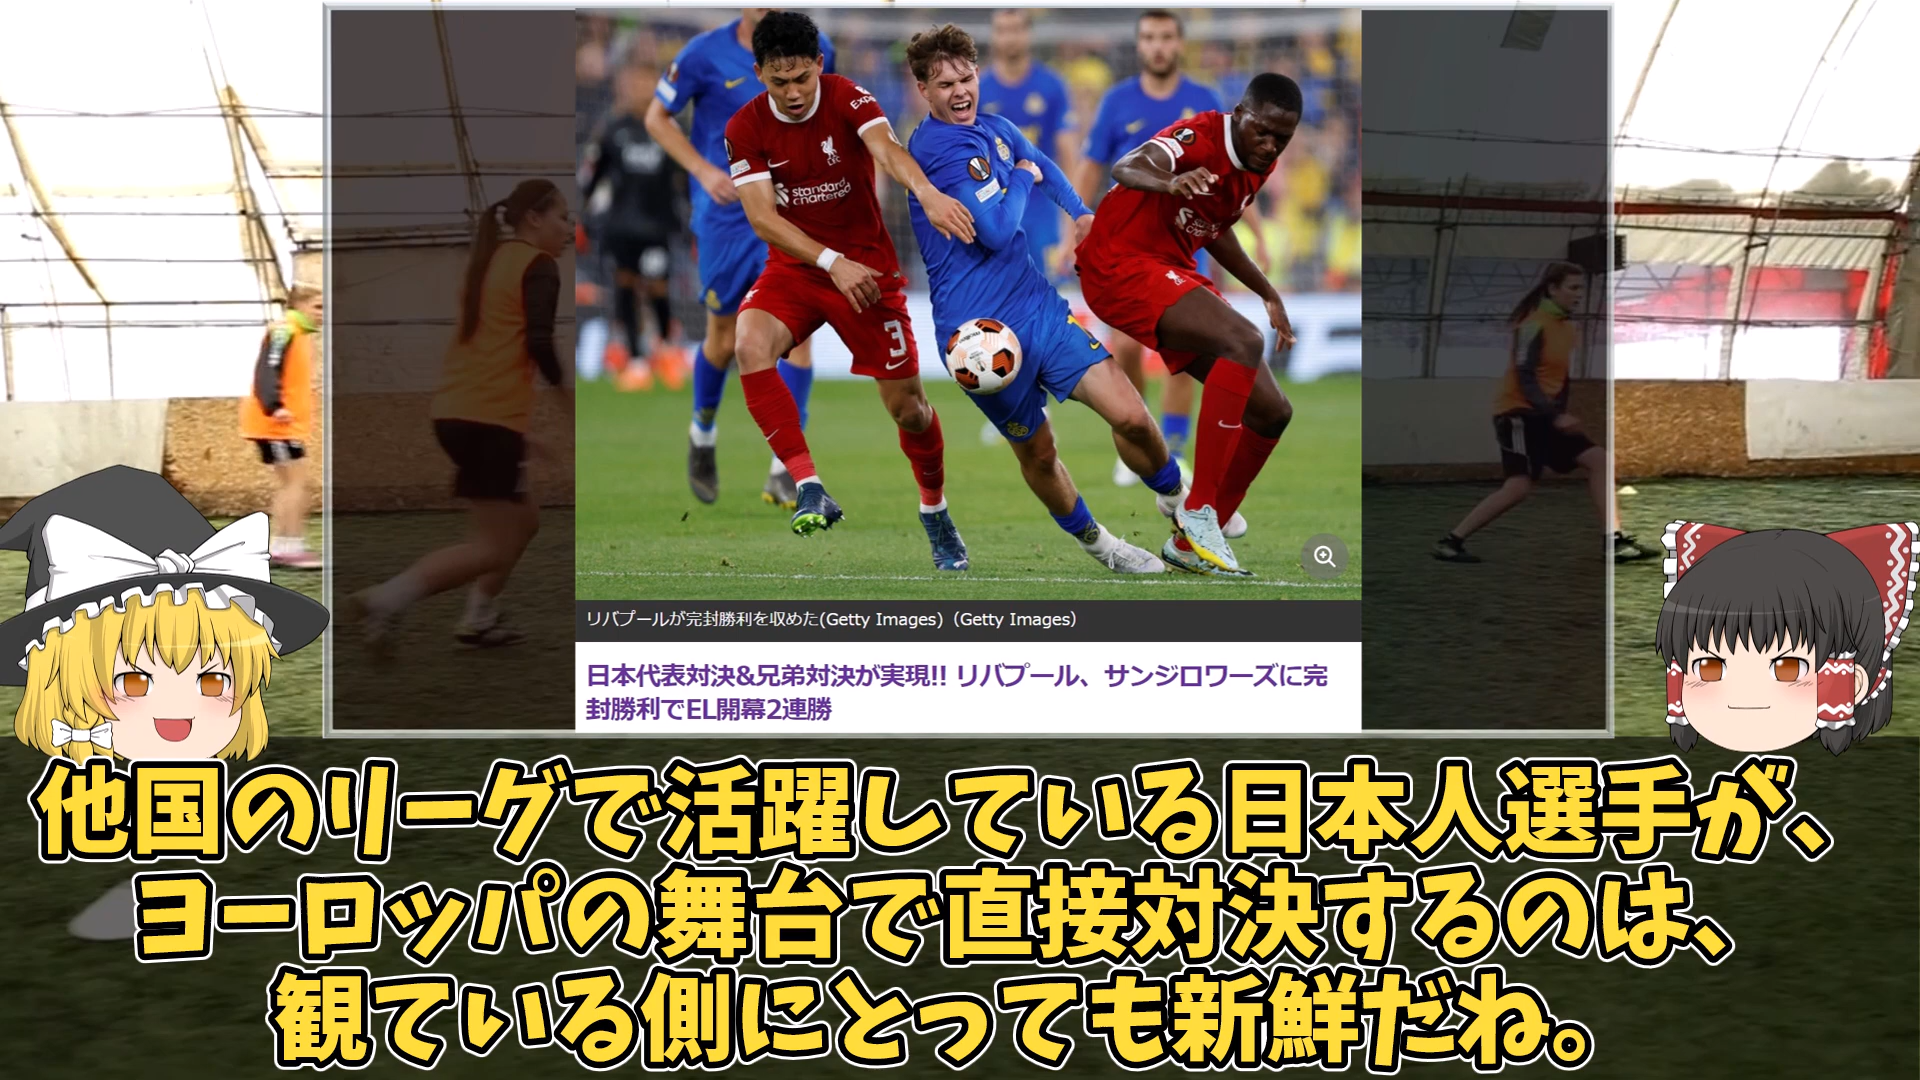 Exp
standard
chartered
LFC
3
リバプールが完封勝利を収めた(Getty Images)（Getty Images）
日本代表対決&兄弟対決が実現!! リバプール、サンジロワーズに完
封勝利でEL開幕2連勝
他国のリーグで活躍している日本人選手が、
ヨーロッパの舞台で直接対決するのは、
観ている側にとっても新鮮だね。